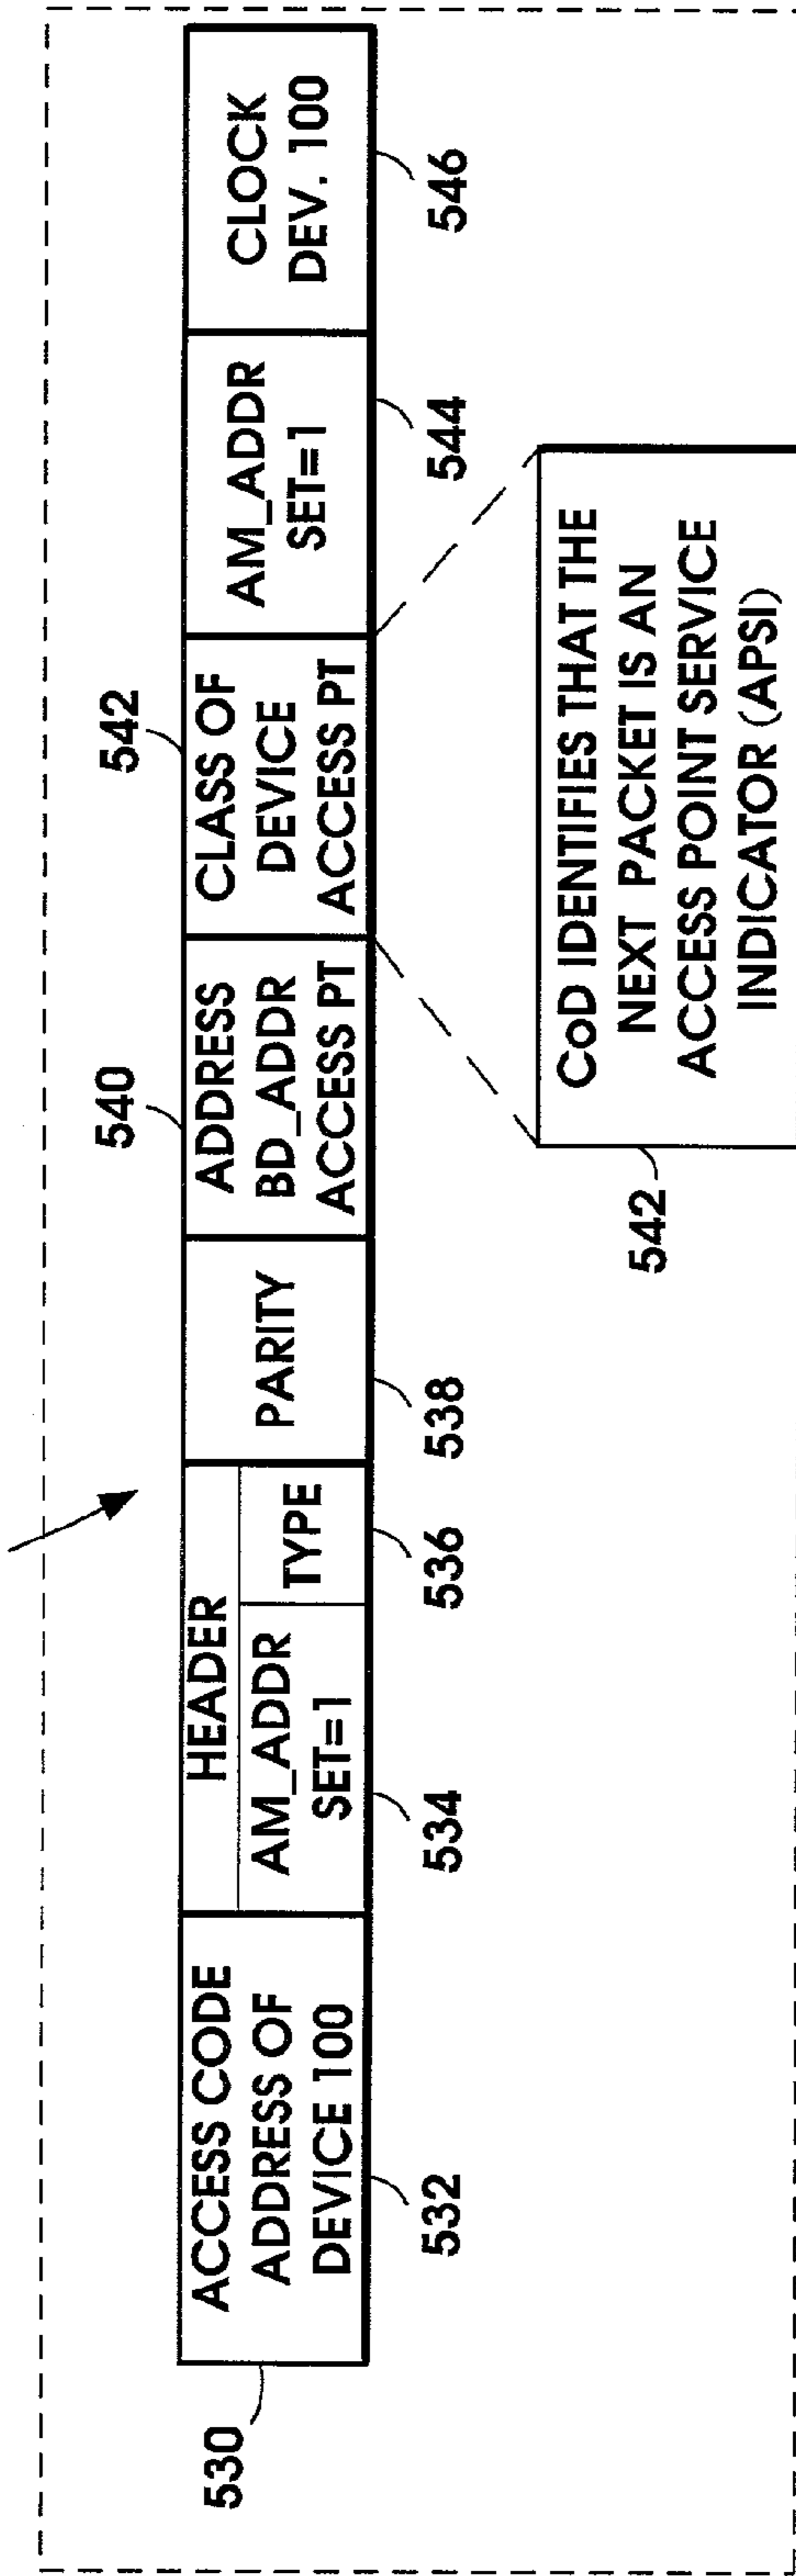 530
ACCESS CODE
ADDRESS OF
DEVICE 100
532
HEADER
AM_ADDR
SET=1
534
TYPE
536
PARITY
538
540
ADDRESS
BD_ADDR
ACCESS PT
542
CLASS OF
DEVICE
ACCESS PT
AM_ADDR
SET=1
544
CLOCK
DEV. 100
546
542
CoD IDENTIFIES THAT THE
NEXT PACKET IS AN
ACCESS POINT SERVICE
INDICATOR (APSI)